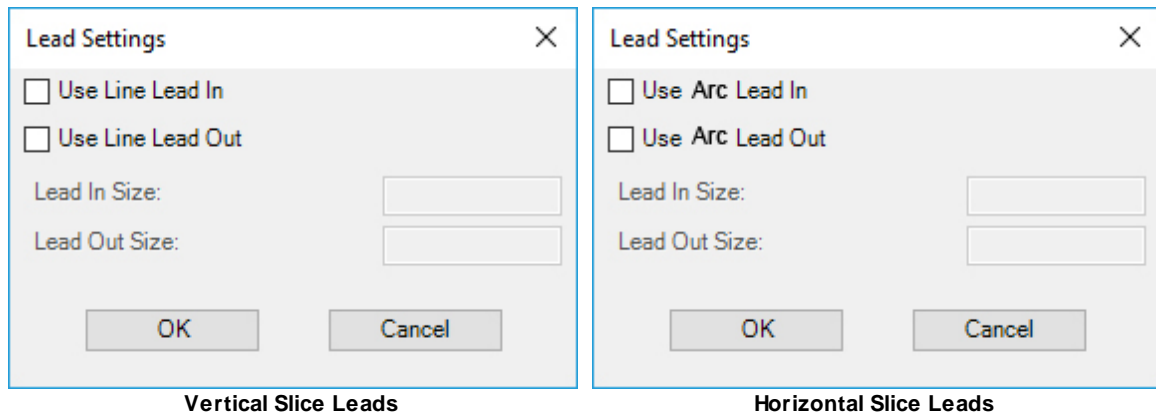 Lead Settings
Use Line Lead In
Use Line Lead Out
Lead In Size:
Lead Out Size:
OK Cancel
Vertical Slice Leads
Lead Settings
Use Arc Lead In
Use Arc Lead Out
Lead In Size:
Lead Out Size:
OK Cancel
Horizontal Slice Leads